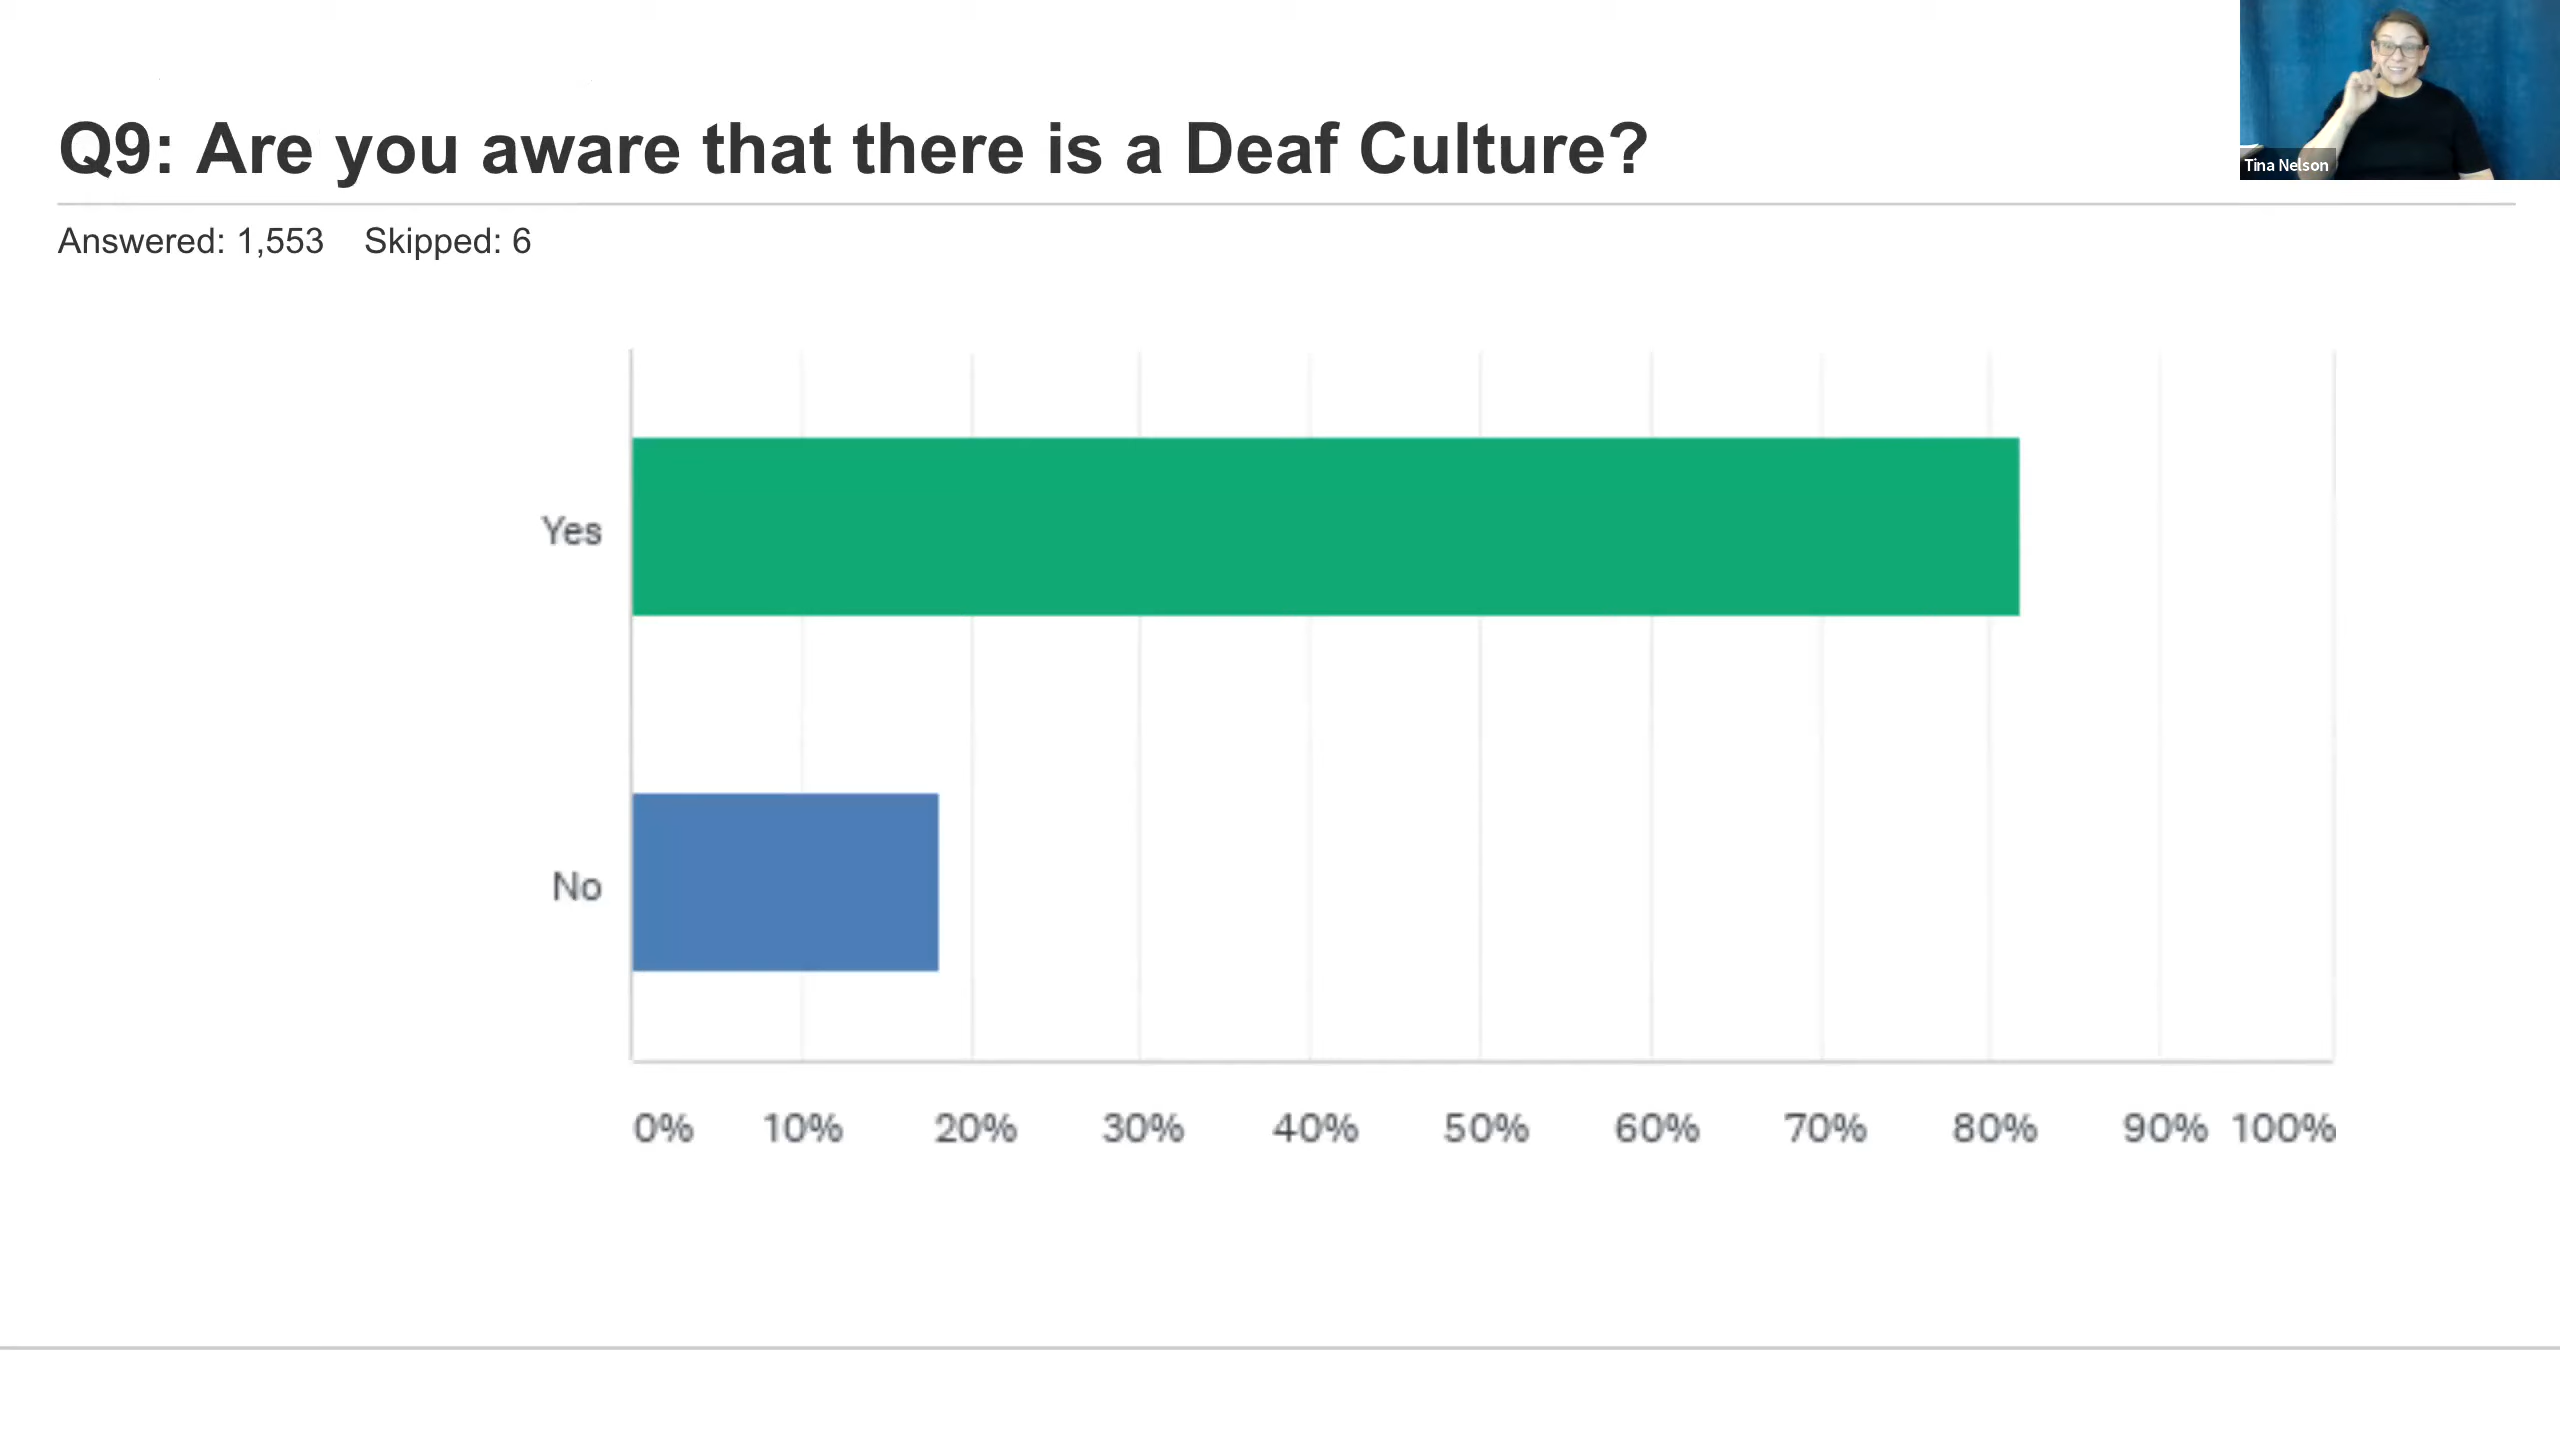 Q9: Are you aware that there is a Deaf Culture?
Tina Nelson
Answered: 1,553 Skipped: 6
Yes
No
0% 10% 20% 30% 40% 50% 60% 70% 80% 90% 100%